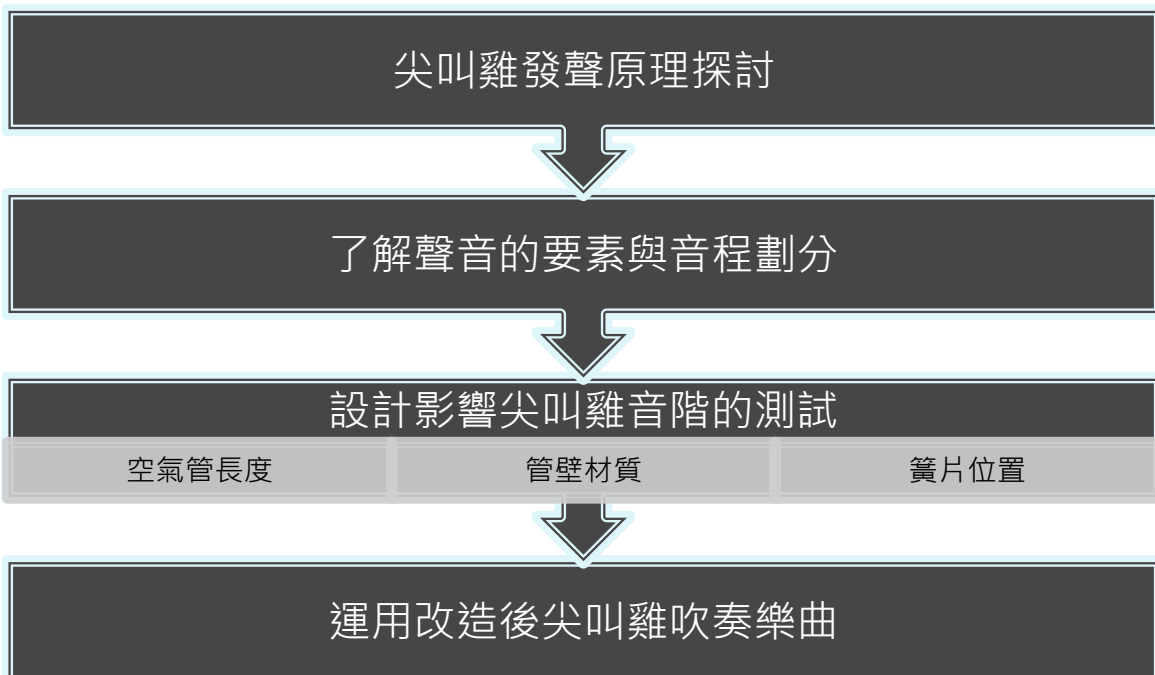 尖叫雞發聲原理探討
了解聲音的要素與音程劃分
設計影響尖叫雞音階的測試
空氣管長度
管壁材質
簧片位置
運用改造後尖叫雞吹奏樂曲